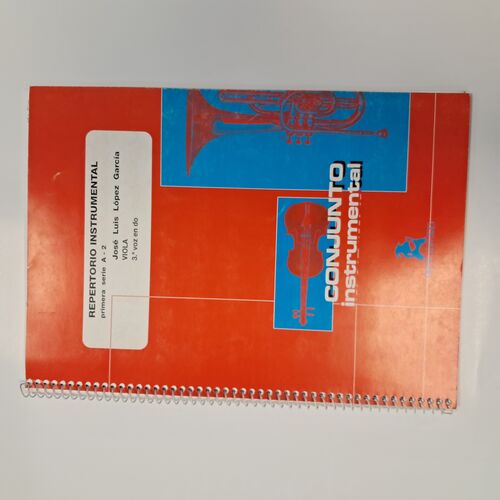 CONJUNTO
instrumental
REPERTORIO INSTRUMENTAL
primera serie A - 2
José Luis López García
VIOLA
3.ª voz en do